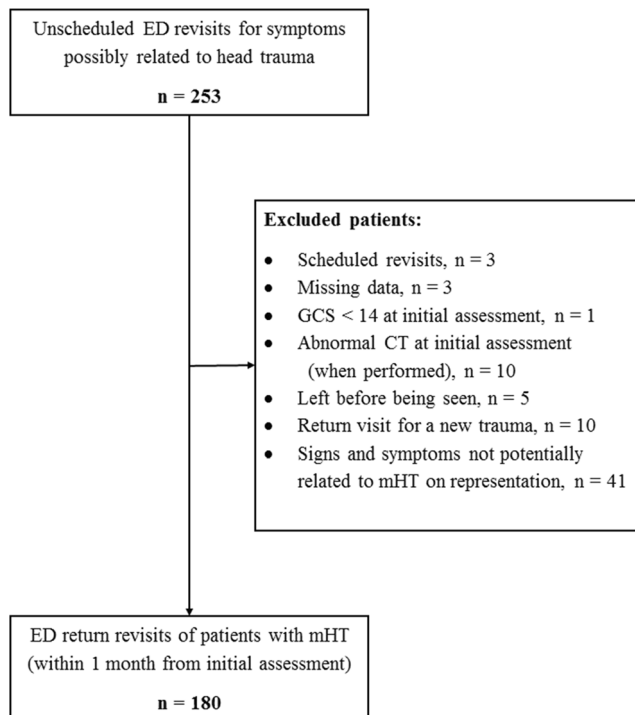 Unscheduled ED revisits for symptoms
possibly related to head trauma
n = 253
Excluded patients:
• Scheduled revisits, n = 3
• Missing data, n = 3
• GCS < 14 at initial assessment, n = 1
• Abnormal CT at initial assessment
(when performed), n = 10
• Left before being seen, n = 5
• Return visit for a new trauma, n = 10
• Signs and symptoms not potentially
related to mHT on representation, n = 41
ED return revisits of patients with mHT
(within 1 month from initial assessment)
n = 180